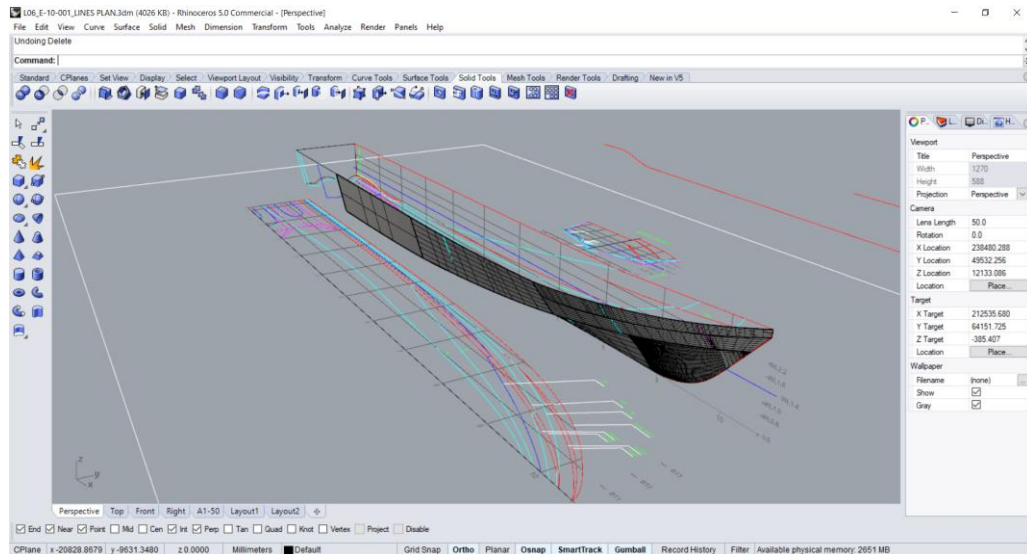 L06_E-10-001_LINES PLAN.3dm (4026 KB) - Rhinoceros 5.0 Commercial - [Perspective]
File Edit View Curve Surface Solid Mesh Dimension Transform Tools Analyze Render Panels Help
Undoing Delete
Command:
Standard CPlanes Set View Display Select Viewport Layout Visibility Transform Curve Tools Surface Tools Solid Tools Mesh Tools Render Tools Drafting New in V5
P.. L.. Di.. H..
Viewport
Title Perspective
Width 1270
Height 588
Projection Perspective
Camera
Lens Length 50.0
Rotation 0.0
X Location 238480.288
Y Location 49532.256
Z Location 12133.086
Location Place...
Target
X Target 212535.680
Y Target 64151.725
Z Target -385.407
Location Place...
Wallpaper
Filename (none)
Show
Gray
z
y
x
Perspective Top Front Right A1-50 Layout1 Layout2
End Near Point Mid Cen Int Perp Tan Quad Knot Vertex Project Disable
CPlane x -20828.8679 y -9631.3480 z 0.0000 Millimeters Default Grid Snap Ortho Planar Osnap SmartTrack Gumball Record History Filter Available physical memory: 2651 MB